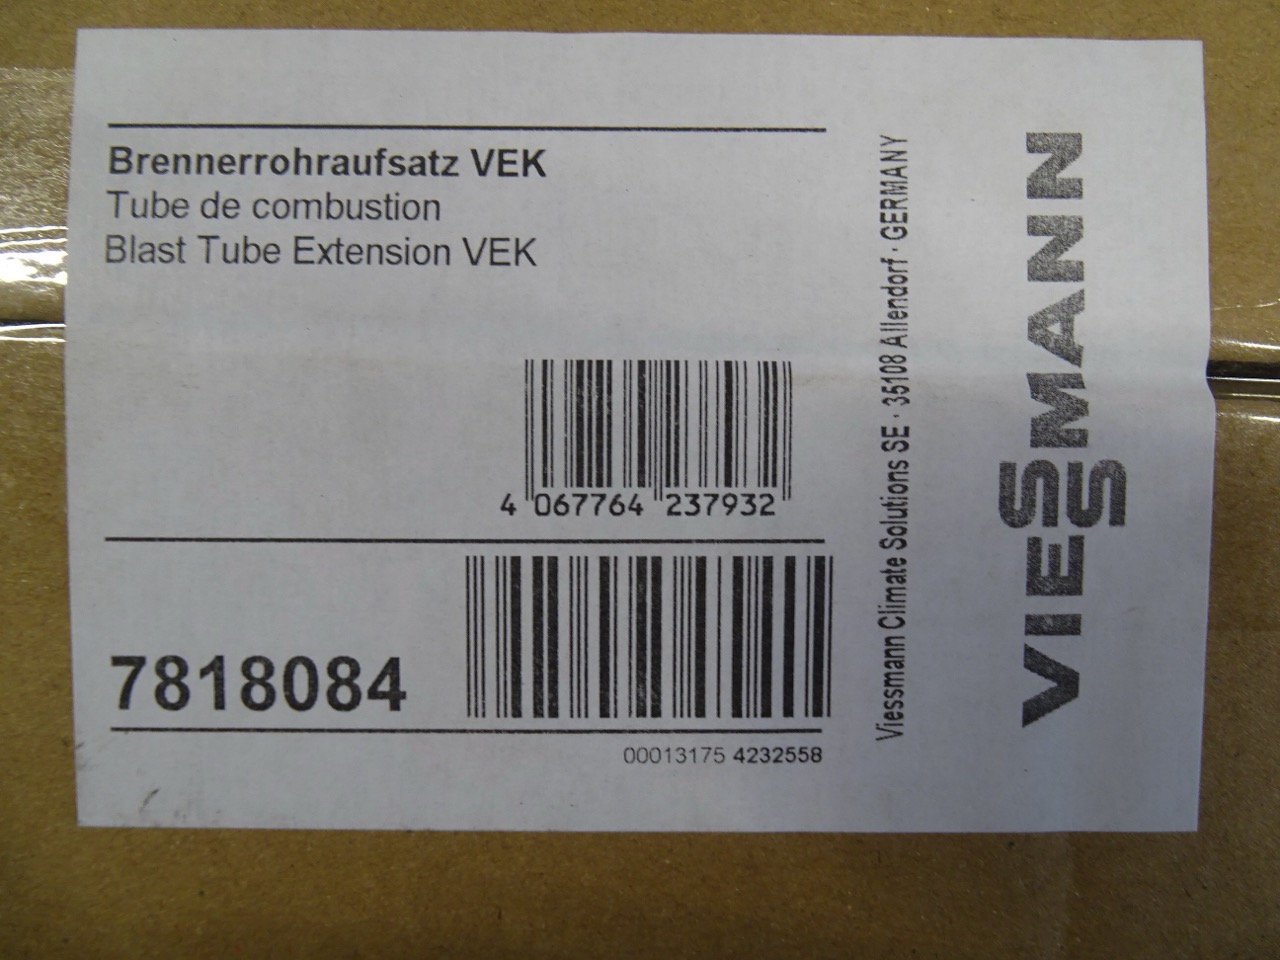 Brennerrohraufsatz VEK
Tube de combustion
Blast Tube Extension VEK
4 067764 237932
7818084
00013175 4232558
Viessmann Climate Solutions SE · 35108 Allendorf · GERMANY
VIESSMANN